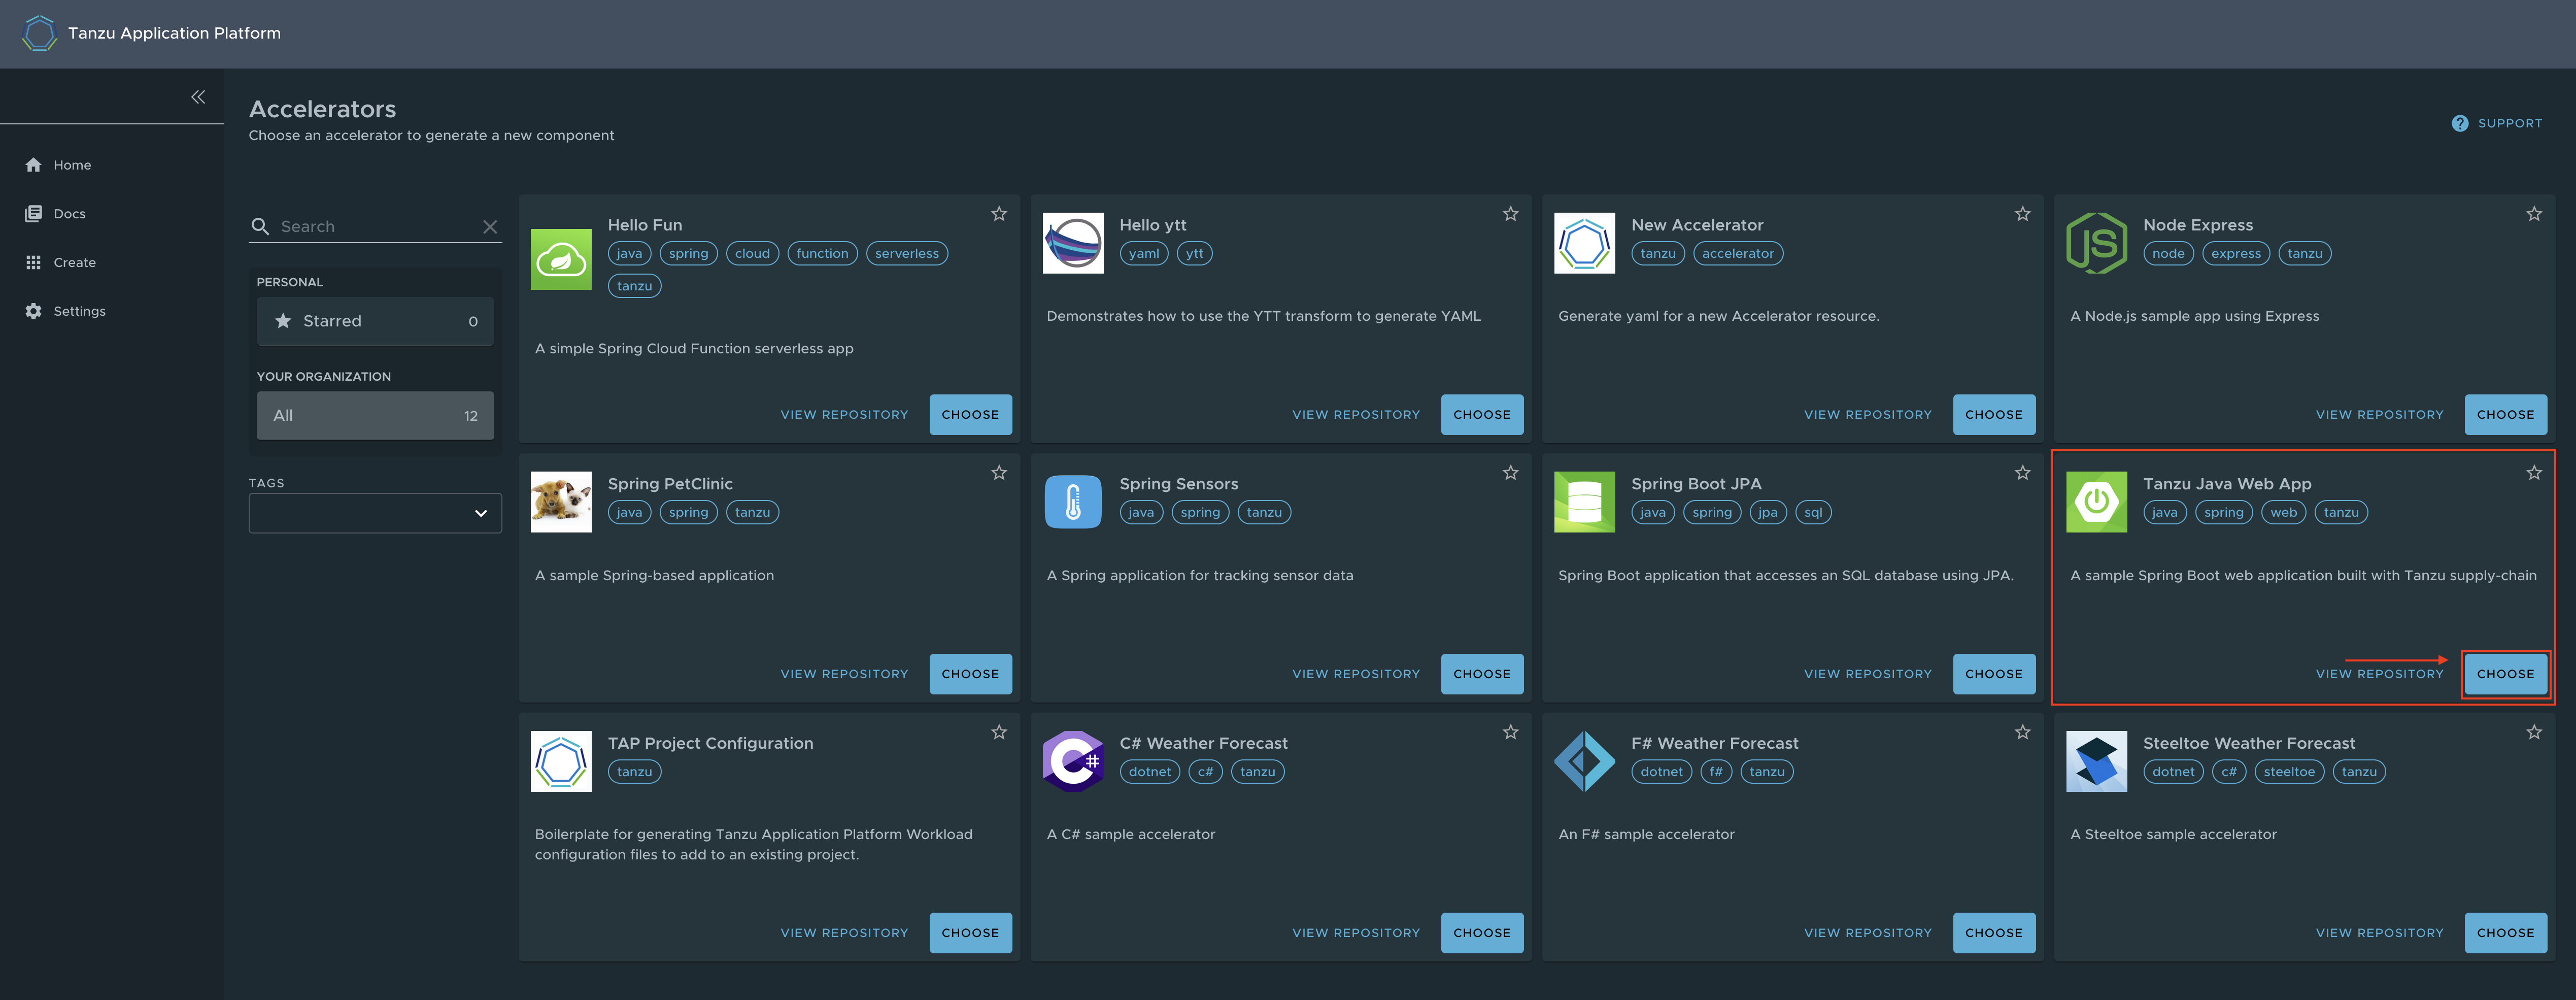 Tanzu Application Platform
Home
Docs
Create
Settings
Accelerators
Choose an accelerator to generate a new component
SUPPORT
Search
PERSONAL
Starred 0
YOUR ORGANIZATION
All 12
TAGS
Hello Fun
java spring cloud function serverless
tanzu
A simple Spring Cloud Function serverless app
VIEW REPOSITORY CHOOSE
Hello ytt
yaml ytt
Demonstrates how to use the YTT transform to generate YAML
VIEW REPOSITORY CHOOSE
New Accelerator
tanzu accelerator
Generate yaml for a new Accelerator resource.
VIEW REPOSITORY CHOOSE
JS
Node Express
node express tanzu
A Node.js sample app using Express
VIEW REPOSITORY CHOOSE
Spring PetClinic
java spring tanzu
A sample Spring-based application
VIEW REPOSITORY CHOOSE
Spring Sensors
java spring tanzu
A Spring application for tracking sensor data
VIEW REPOSITORY CHOOSE
Spring Boot JPA
java spring jpa sql
Spring Boot application that accesses an SQL database using JPA.
VIEW REPOSITORY CHOOSE
Tanzu Java Web App
java spring web tanzu
A sample Spring Boot web application built with Tanzu supply-chain
VIEW REPOSITORY CHOOSE
TAP Project Configuration
tanzu
Boilerplate for generating Tanzu Application Platform Workload
configuration files to add to an existing project.
VIEW REPOSITORY CHOOSE
C#
C# Weather Forecast
dotnet c# tanzu
A C# sample accelerator
VIEW REPOSITORY CHOOSE
F# Weather Forecast
dotnet f# tanzu
An F# sample accelerator
VIEW REPOSITORY CHOOSE
Steeltoe Weather Forecast
dotnet c# steeltoe tanzu
A Steeltoe sample accelerator
VIEW REPOSITORY CHOOSE